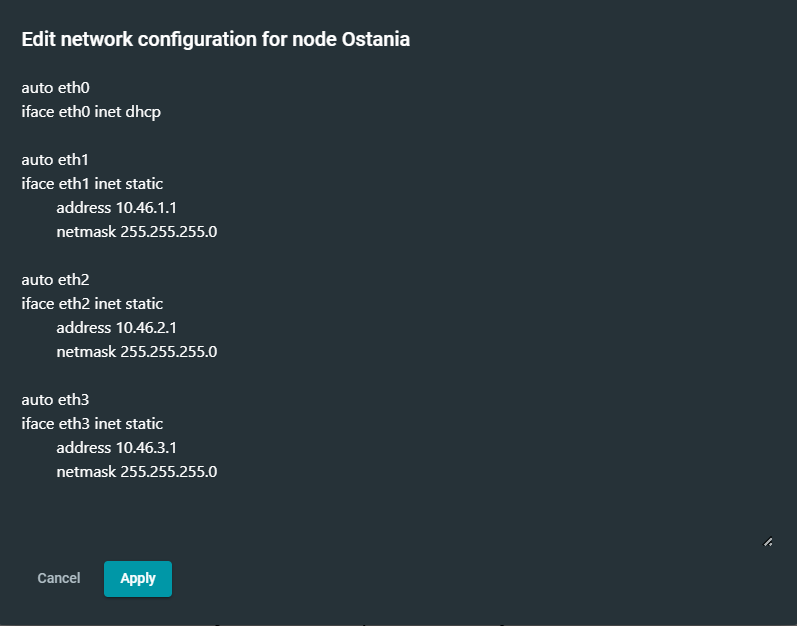 Edit network configuration for node Ostania
auto eth0
iface eth0 inet dhcp
auto eth1
iface eth1 inet static
address 10.46.1.1
netmask 255.255.255.0
auto eth2
iface eth2 inet static
address 10.46.2.1
netmask 255.255.255.0
auto eth3
iface eth3 inet static
address 10.46.3.1
netmask 255.255.255.0
Cancel
Apply